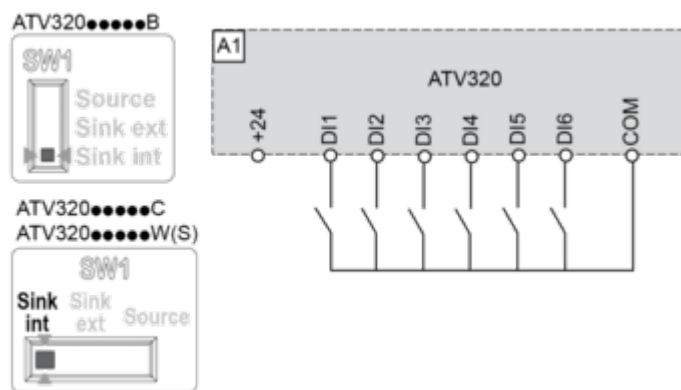 ATV320●●●●●B
SW1
Source
Sink ext
Sink int
A1
ATV320
+24
DI1
DI2
DI3
DI4
DI5
DI6
COM
ATV320●●●●●C
ATV320●●●●●W(S)
SW1
Sink int
Sink ext
Source